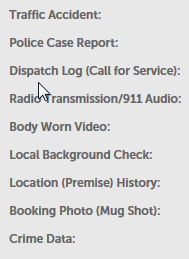 Traffic Accident:
Police Case Report:
Dispatch Log (Call for Service):
Radio Transmission/911 Audio:
Body Worn Video:
Local Background Check:
Location (Premise) History:
Booking Photo (Mug Shot):
Crime Data: